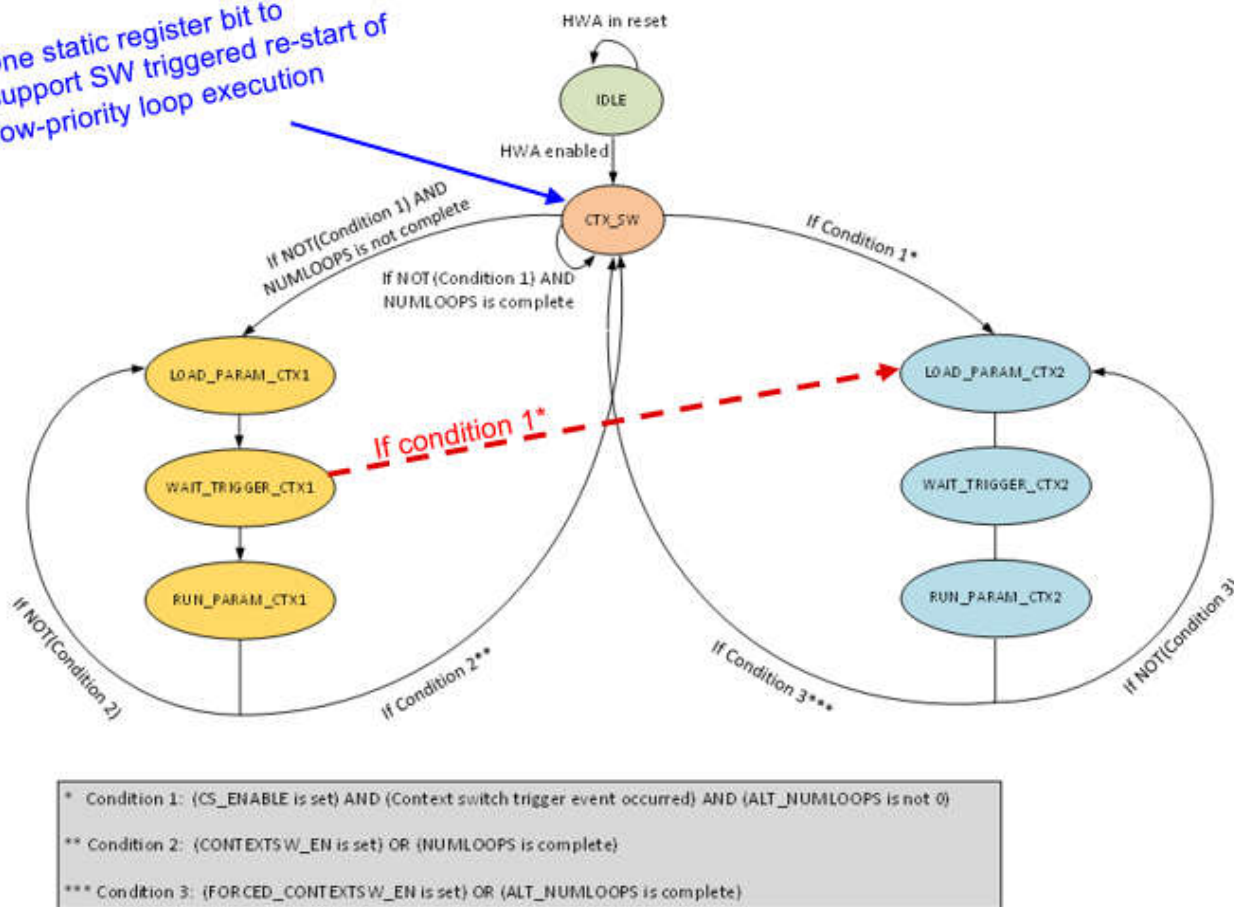 ne static register bit to
upport SW triggered re-start of
ow-priority loop execution
HWA in reset
IDLE
HWA enabled
CTX_SW
If NOT(Condition 1) AND
NUMLOOPS is not complete
If NOT(Condition 1) AND
NUMLOOPS is complete
If Condition 1*
LOAD_PARAM_CTX1
LOAD_PARAM_CTX2
If condition 1*
WAIT_TRIGGER_CTX1
WAIT_TRIGGER_CTX2
RUN_PARAM_CTX1
RUN_PARAM_CTX2
If NOT(Condition 2)
If Condition 2**
If Condition 3***
If NOT(Condition 3)
* Condition 1: (CS_ENABLE is set) AND (Context switch trigger event occurred) AND (ALT_NUMLOOPS is not 0)
** Condition 2: (CONTEXTSW_EN is set) OR (NUMLOOPS is complete)
*** Condition 3: (FORCED_CONTEXTSW_EN is set) OR (ALT_NUMLOOPS is complete)